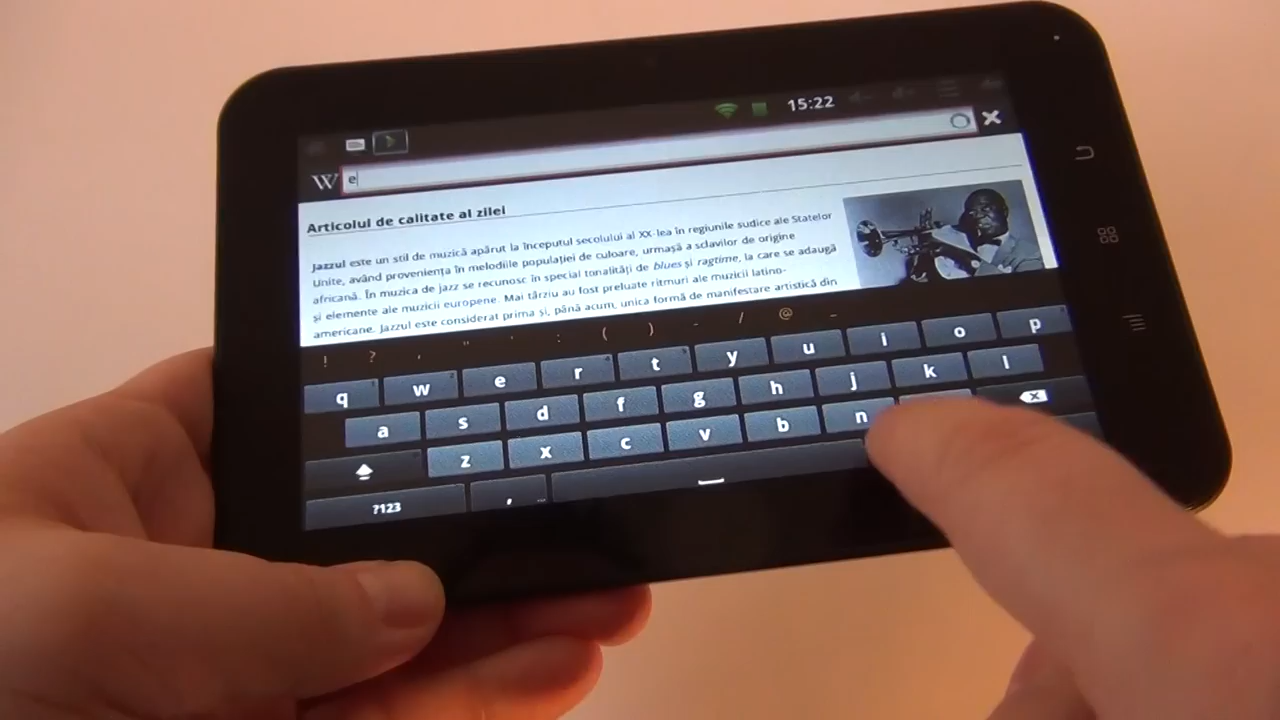 15:22
W e
Articolul de calitate al zilei
Jazzul este un stil de muzică apărut la începutul secolului al XX-lea în regiunile sudice ale Statelor
Unite, având proveniența în melodiile populației de culoare, urmașă a sclavilor de origine
africană. În muzica de jazz se recunosc în special tonalități de blues și ragtime, la care se adaugă
și elemente ale muzicii europene. Mai târziu au fost preluate ritmuri ale muzicii latino-
americane. Jazzul este considerat prima și, până acum, unica formă de manifestare artistică din
! ? , " ' : ( ) - / @ _
q w e r t y u i o p
a s d f g h j k l
z x c v b n
?123 , ...